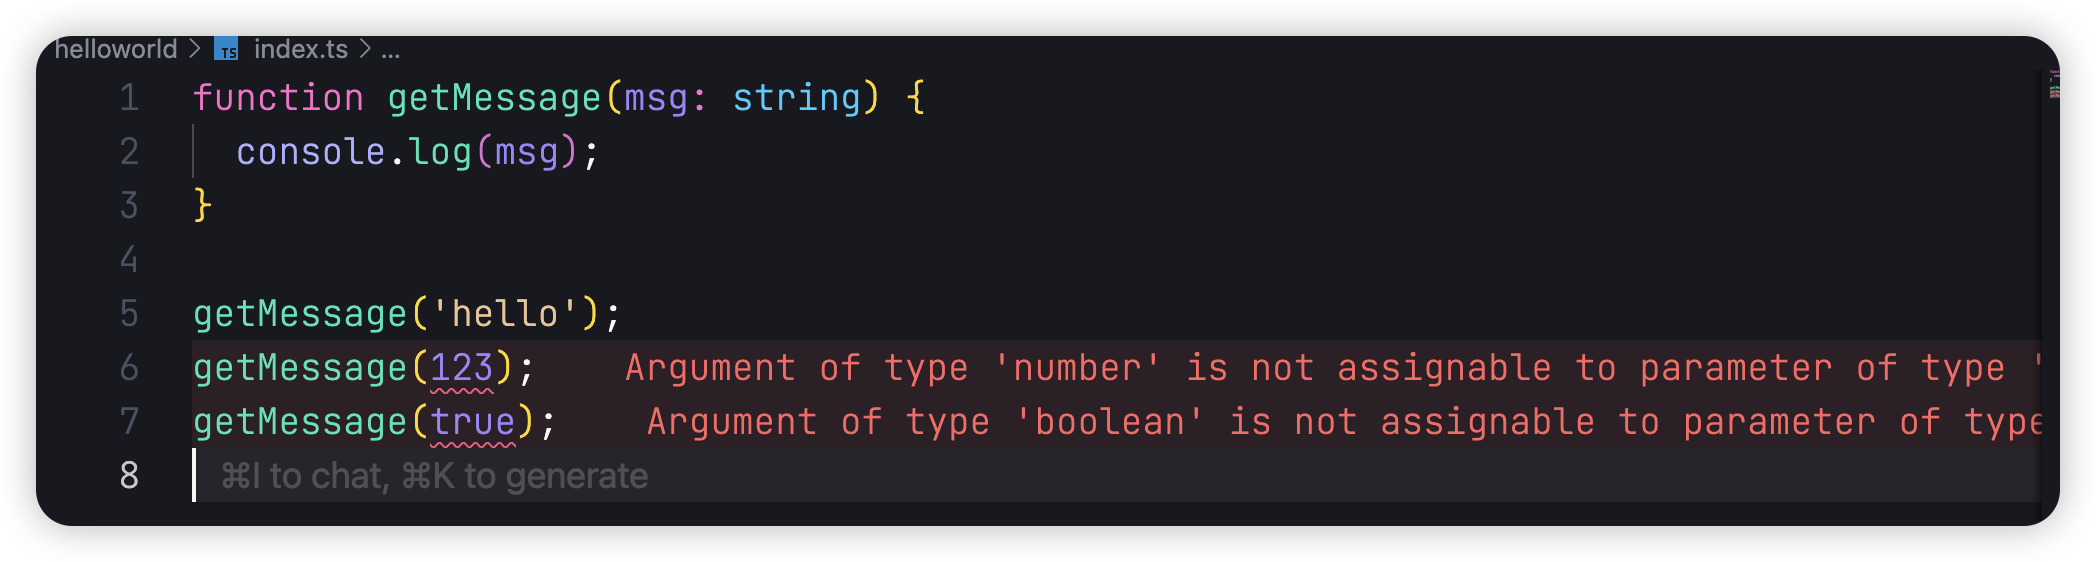 helloworld > TS index.ts > ...
1 function getMessage(msg: string) {
2 console.log(msg);
3 }
4
5 getMessage('hello');
6 getMessage(123); Argument of type 'number' is not assignable to parameter of type '
7 getMessage(true); Argument of type 'boolean' is not assignable to parameter of type
8 ⌘I to chat, ⌘K to generate